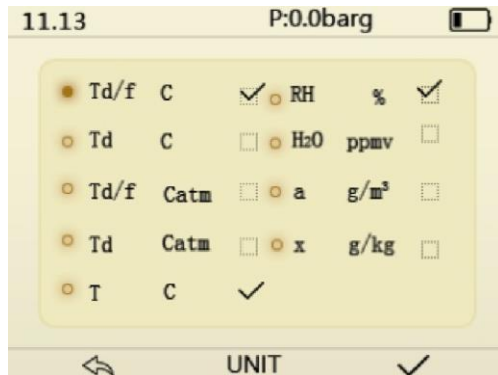 11.13 P:0.0barg
Td/f C RH %
Td C H2O ppmv
Td/f Catm a g/m³
Td Catm x g/kg
T C
UNIT